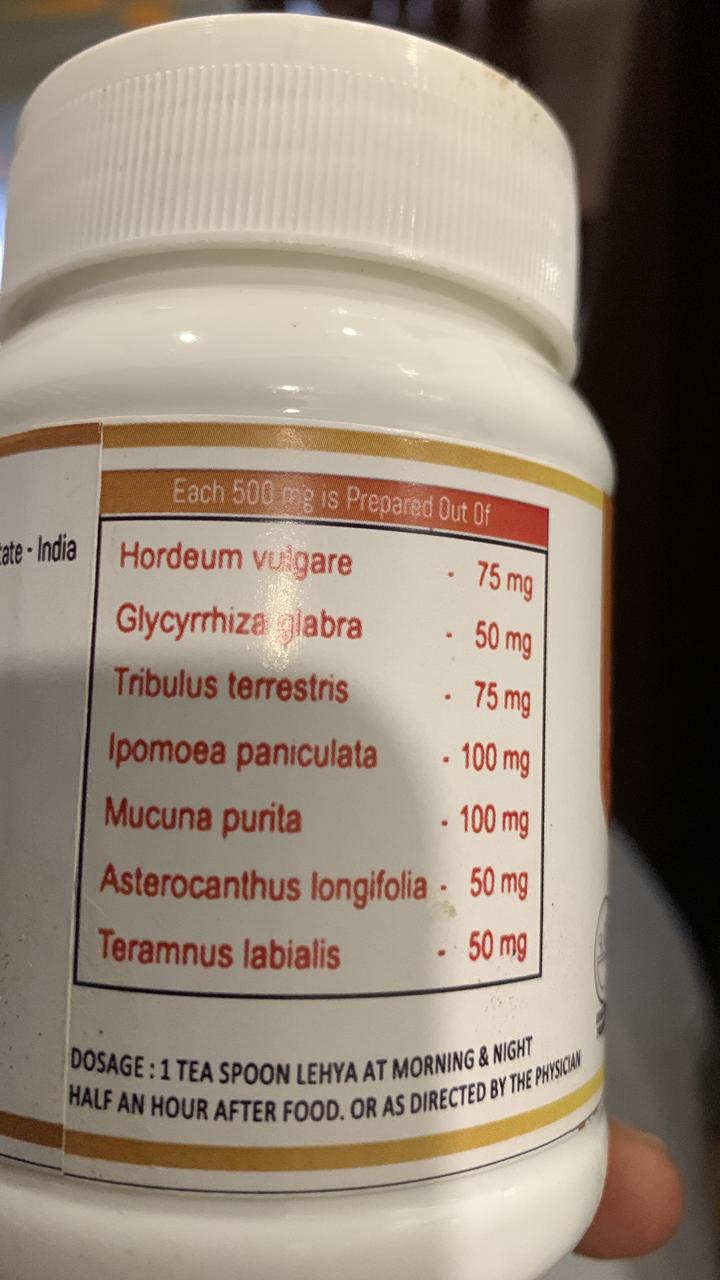 tate - India
Each 500 mg is Prepared Out Of
Hordeum vulgare - 75 mg
Glycyrrhiza glabra - 50 mg
Tribulus terrestris - 75 mg
Ipomoea paniculata - 100 mg
Mucuna purita - 100 mg
Asterocanthus longifolia - 50 mg
Teramnus labialis - 50 mg
DOSAGE : 1 TEA SPOON LEHYA AT MORNING & NIGHT
HALF AN HOUR AFTER FOOD. OR AS DIRECTED BY THE PHYSICIAN